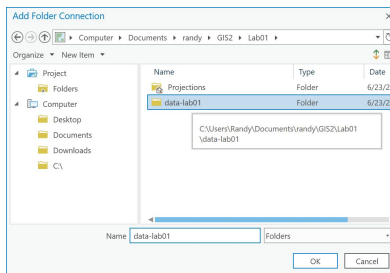 Add Folder Connection
Computer ▸ Documents ▸ randy ▸ GIS2 ▸ Lab01 ▸
Organize ▾ New Item ▾
Project
Folders
Computer
Desktop
Documents
Downloads
C:\
Name Type Date
Projections Folder 6/23/2
data-lab01 Folder 6/23/2
C:\Users\Randy\Documents\randy\GIS2\Lab01
\data-lab01
Name data-lab01 Folders
OK Cancel